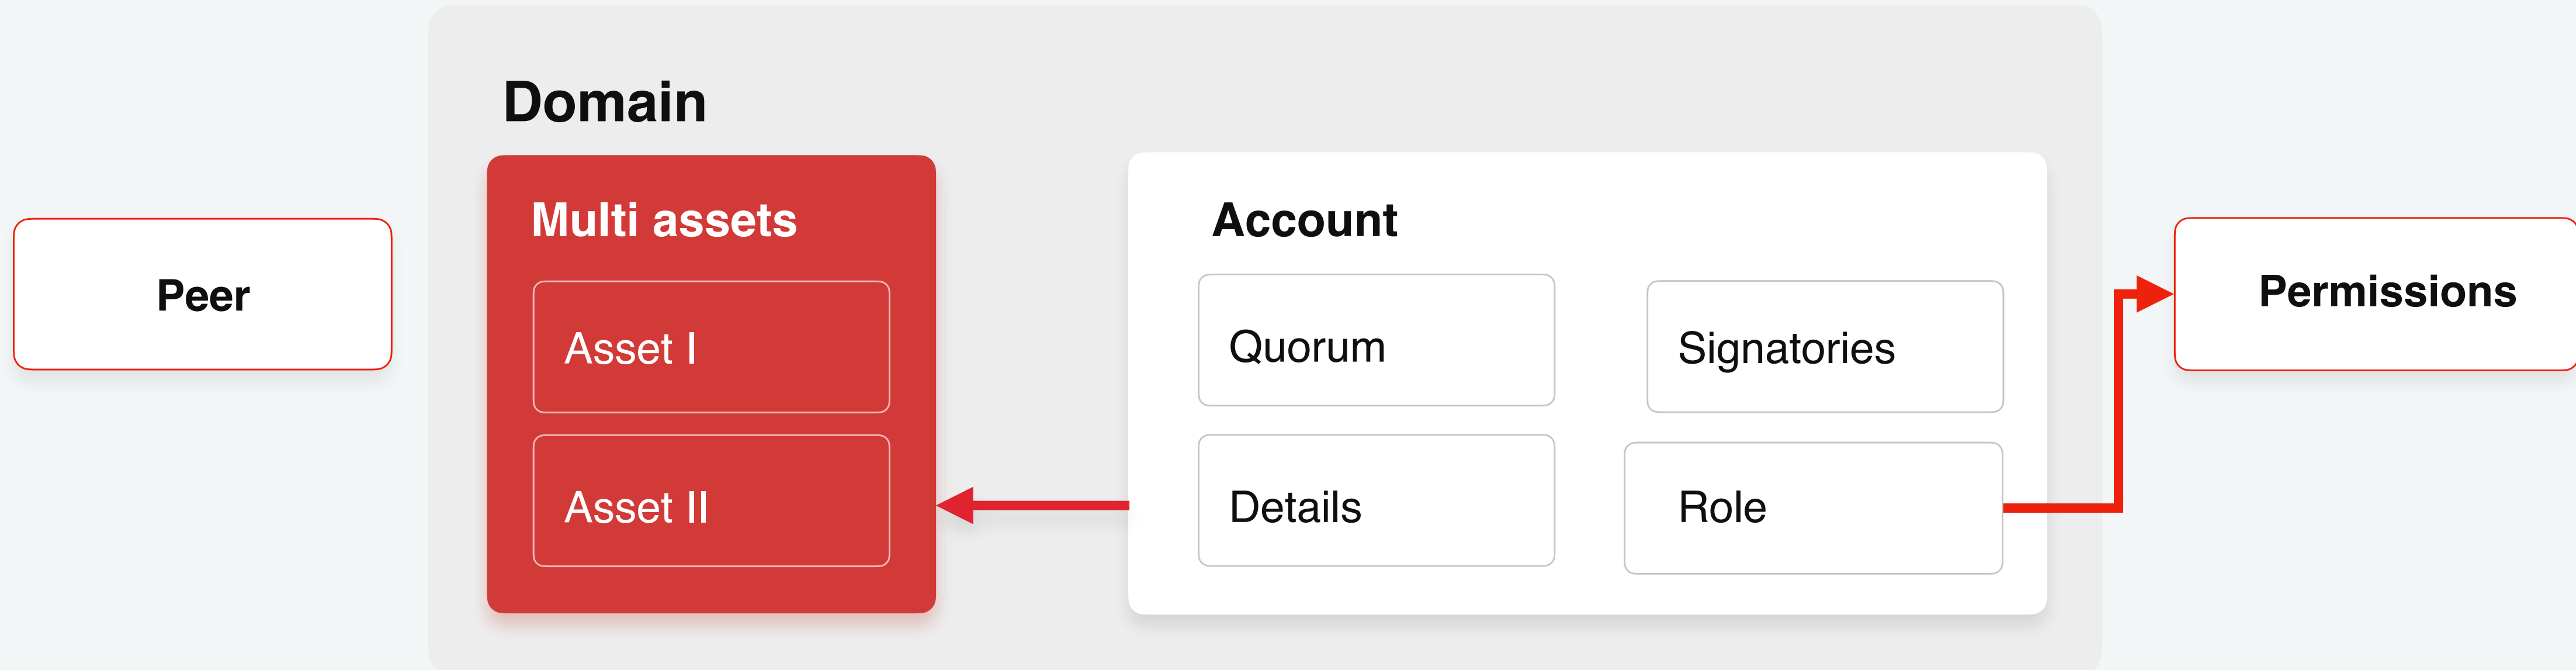 Domain
Peer
Multi assets
Asset I
Asset II
Account
Quorum
Signatories
Details
Role
Permissions